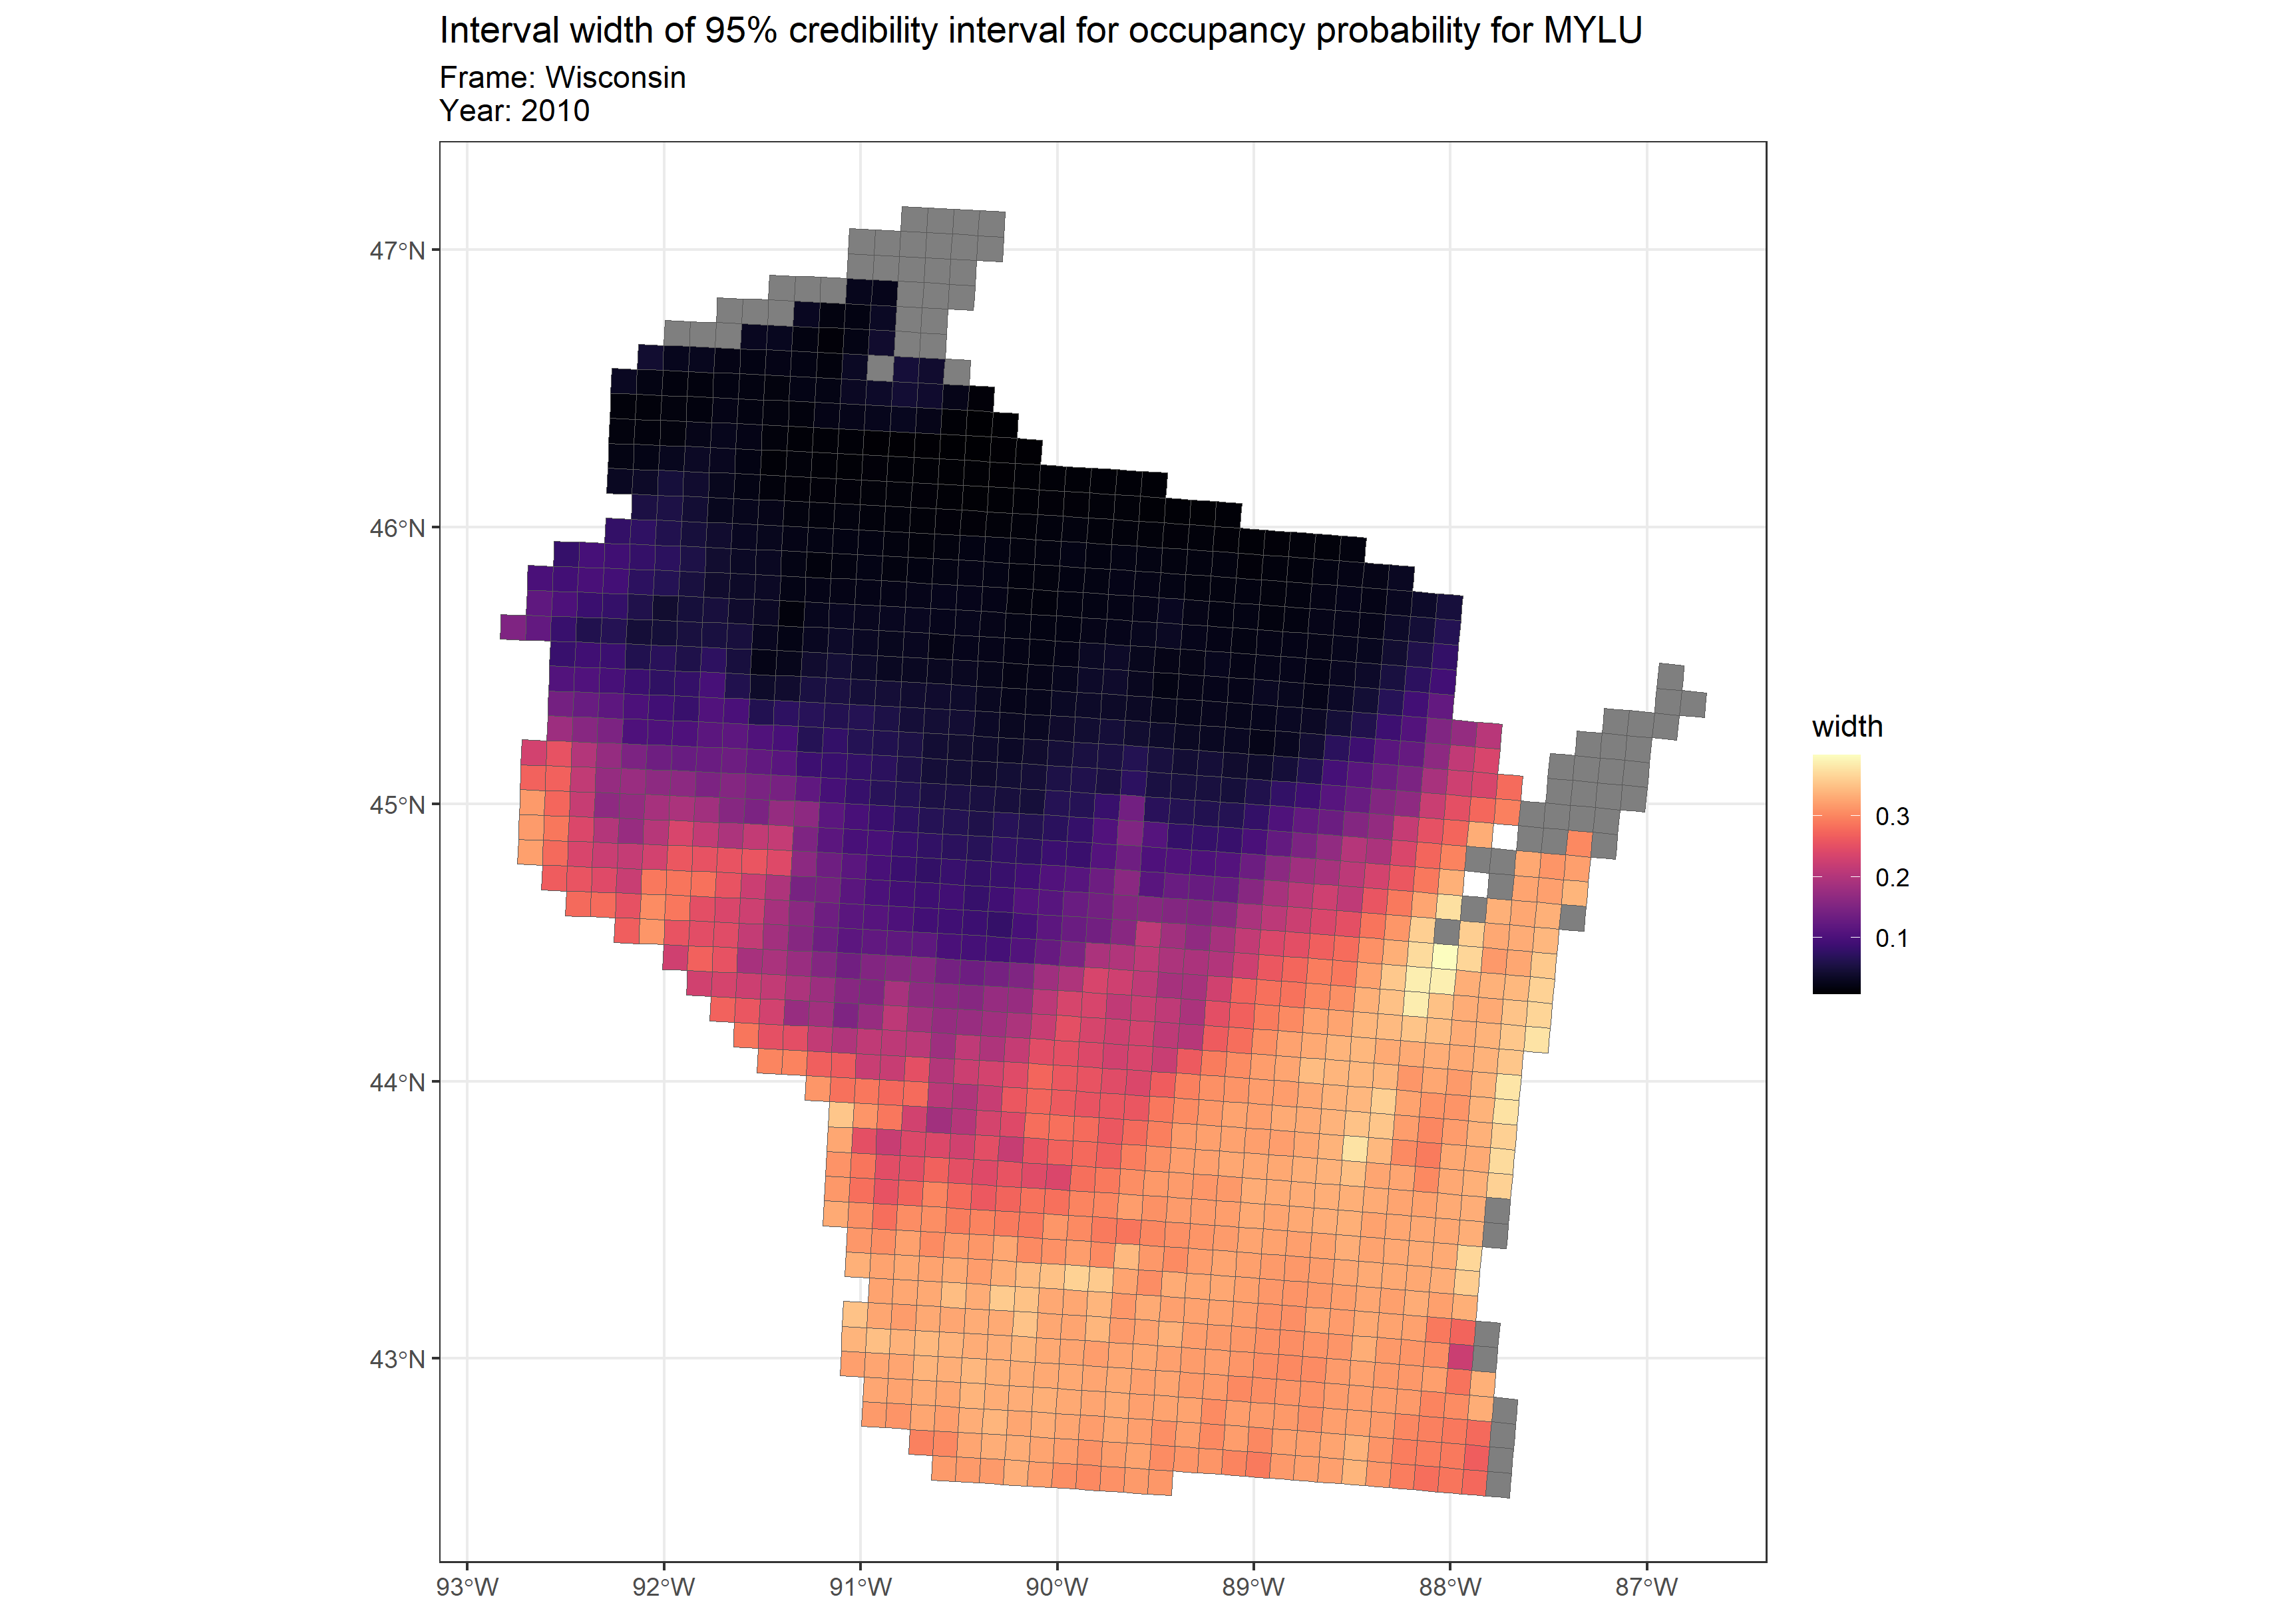 Interval width of 95% credibility interval for occupancy probability for MYLU
Frame: Wisconsin
Year: 2010
47°N
46°N
45°N
44°N
43°N
93°W
92°W
91°W
90°W
89°W
88°W
87°W
width
0.3
0.2
0.1